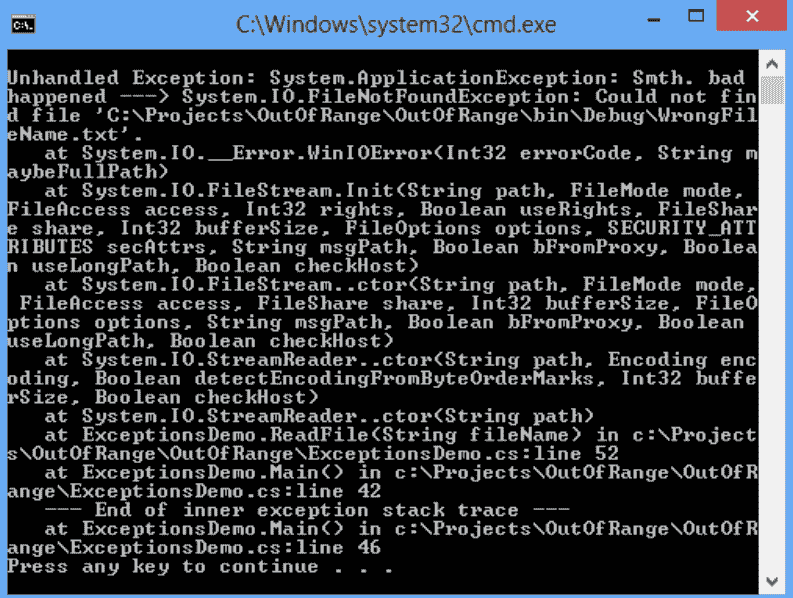 C:\Windows\system32\cmd.exe
Unhandled Exception: System.ApplicationException: Smth. bad
happened ---> System.IO.FileNotFoundException: Could not fin
d file 'C:\Projects\OutOfRange\OutOfRange\bin\Debug\WrongFil
eName.txt'.
   at System.IO.__Error.WinIOError(Int32 errorCode, String m
aybeFullPath)
   at System.IO.FileStream.Init(String path, FileMode mode,
FileAccess access, Int32 rights, Boolean useRights, FileShar
e share, Int32 bufferSize, FileOptions options, SECURITY_ATT
RIBUTES secAttrs, String msgPath, Boolean bFromProxy, Boolea
n useLongPath, Boolean checkHost)
   at System.IO.FileStream..ctor(String path, FileMode mode,
 FileAccess access, FileShare share, Int32 bufferSize, FileO
ptions options, String msgPath, Boolean bFromProxy, Boolean
useLongPath, Boolean checkHost)
   at System.IO.StreamReader..ctor(String path, Encoding enc
oding, Boolean detectEncodingFromByteOrderMarks, Int32 buffe
rSize, Boolean checkHost)
   at System.IO.StreamReader..ctor(String path)
   at ExceptionsDemo.ReadFile(String fileName) in c:\Project
s\OutOfRange\OutOfRange\ExceptionsDemo.cs:line 52
   at ExceptionsDemo.Main() in c:\Projects\OutOfRange\OutOfR
ange\ExceptionsDemo.cs:line 42
   --- End of inner exception stack trace ---
   at ExceptionsDemo.Main() in c:\Projects\OutOfRange\OutOfR
ange\ExceptionsDemo.cs:line 46
Press any key to continue . . .